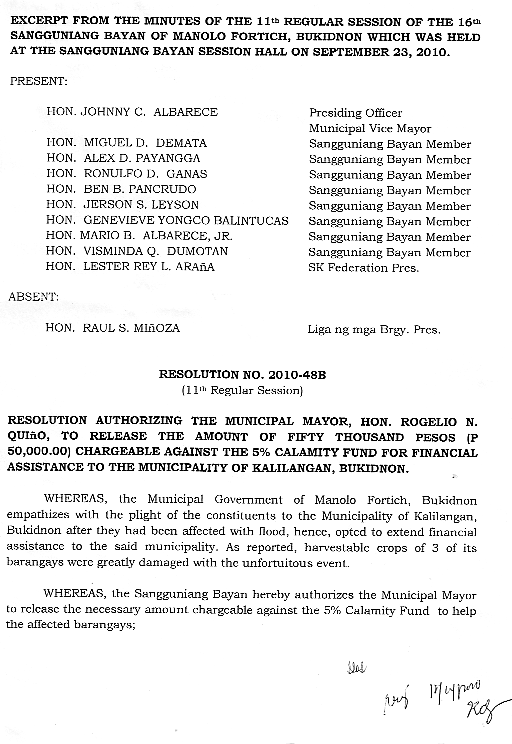 EXCERPT FROM THE MINUTES OF THE 11th REGULAR SESSION OF THE 16th
SANGGUNIANG BAYAN OF MANOLO FORTICH, BUKIDNON WHICH WAS HELD
AT THE SANGGUNIANG BAYAN SESSION HALL ON SEPTEMBER 23, 2010.
PRESENT:
HON. JOHNNY C. ALBARECE Presiding Officer
Municipal Vice Mayor
HON. MIGUEL D. DEMATA Sangguniang Bayan Member
HON. ALEX D. PAYANGGA Sangguniang Bayan Member
HON. RONULFO D. GANAS Sangguniang Bayan Member
HON. BEN B. PANCRUDO Sangguniang Bayan Member
HON. JERSON S. LEYSON Sangguniang Bayan Member
HON. GENEVIEVE YONGCO BALINTUCAS Sangguniang Bayan Member
HON. MARIO B. ALBARECE, JR. Sangguniang Bayan Member
HON. VISMINDA Q. DUMOTAN Sangguniang Bayan Member
HON. LESTER REY L. ARAñA SK Federation Pres.
ABSENT:
HON. RAUL S. MIñOZA Liga ng mga Brgy. Pres.
RESOLUTION NO. 2010-48B
(11th Regular Session)
RESOLUTION AUTHORIZING THE MUNICIPAL MAYOR, HON. ROGELIO N.
QUIñO, TO RELEASE THE AMOUNT OF FIFTY THOUSAND PESOS (P
50,000.00) CHARGEABLE AGAINST THE 5% CALAMITY FUND FOR FINANCIAL
ASSISTANCE TO THE MUNICIPALITY OF KALILANGAN, BUKIDNON.
WHEREAS, the Municipal Government of Manolo Fortich, Bukidnon
empathizes with the plight of the constituents to the Municipality of Kalilangan,
Bukidnon after they had been affected with flood, hence, opted to extend financial
assistance to the said municipality. As reported, harvestable crops of 3 of its
barangays were greatly damaged with the unfortuitous event.
WHEREAS, the Sangguniang Bayan hereby authorizes the Municipal Mayor
to release the necessary amount chargeable against the 5% Calamity Fund to help
the affected barangays;